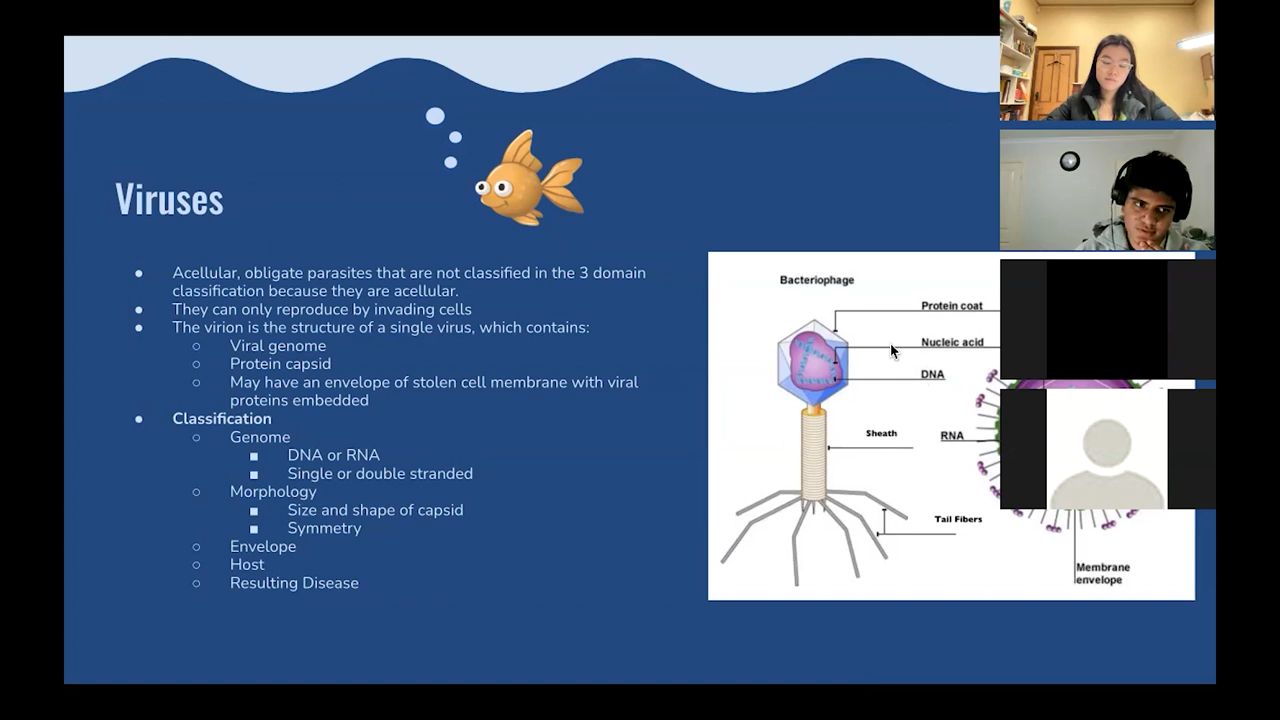 Viruses
Acellular, obligate parasites that are not classified in the 3 domain
classification because they are acellular.
They can only reproduce by invading cells
The virion is the structure of a single virus, which contains:
Viral genome
Protein capsid
May have an envelope of stolen cell membrane with viral
proteins embedded
Classification
Genome
DNA or RNA
Single or double stranded
Morphology
Size and shape of capsid
Symmetry
Envelope
Host
Resulting Disease
Bacteriophage
Protein coat
Nucleic acid
DNA
Sheath
RNA
Tail Fibers
Membrane
envelope